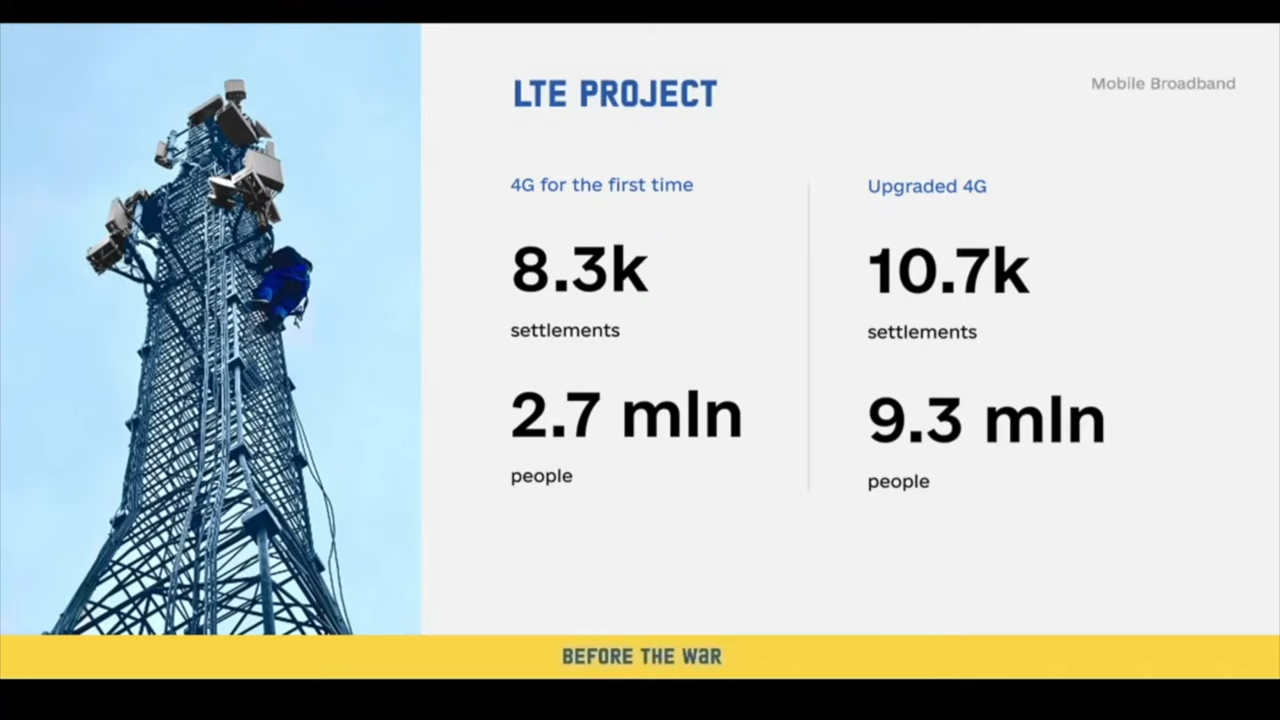 LTE PROJECT
Mobile Broadband
4G for the first time
8.3k
settlements
2.7 mln
people
Upgraded 4G
10.7k
settlements
9.3 mln
people
BEFORE THE WaR